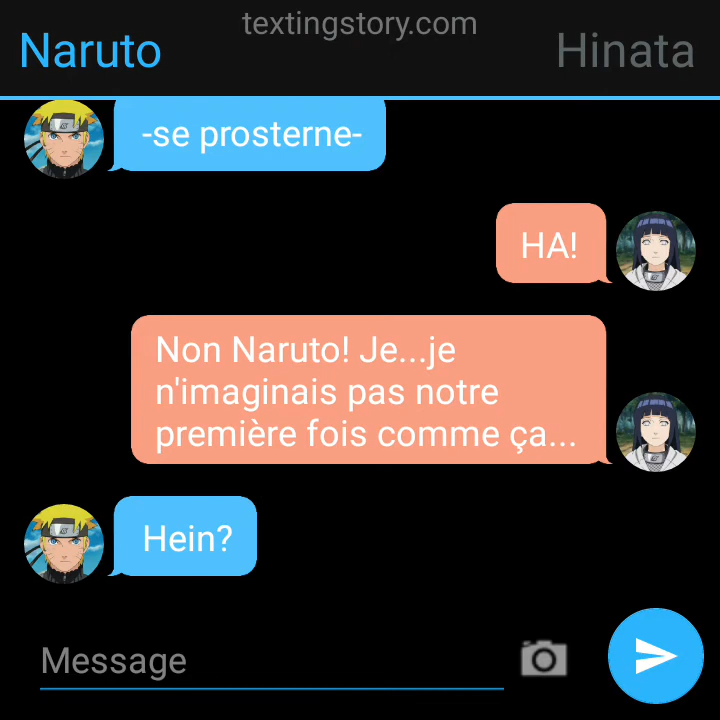 textingstory.com
Naruto
Hinata
-se prosterne-
HA!
Non Naruto! Je...je
n'imaginais pas notre
première fois comme ça...
Hein?
Message